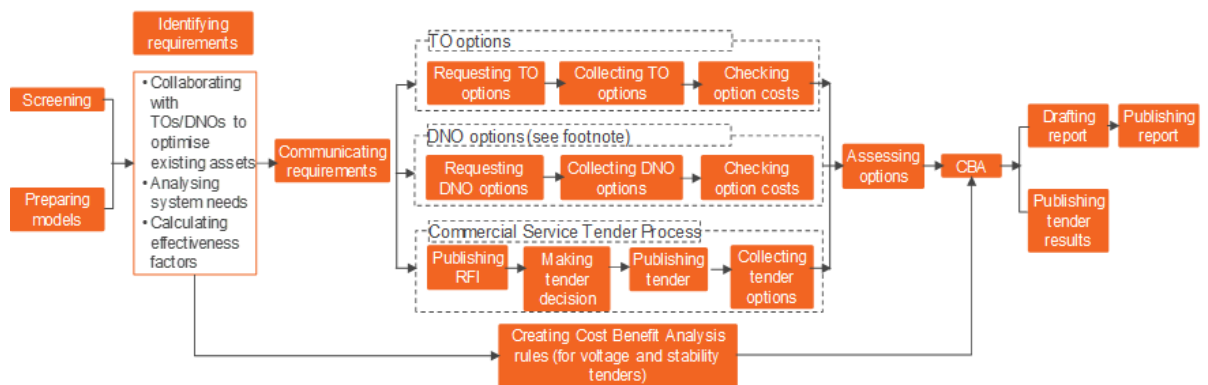 Identifying
requirements
Screening
Preparing
models
• Collaborating
with
TOs/DNOs to
optimise
existing assets
• Analysing
system needs
• Calculating
effectiveness
factors
Communicating
requirements
TO options
Requesting TO
options
Collecting TO
options
Checking
option costs
DNO options (see footnote)
Requesting
DNO options
Collecting DNO
options
Checking
option costs
Commercial Service Tender Process
Publishing
RFI
Making
tender
decision
Publishing
tender
Collecting
tender
options
Creating Cost Benefit Analysis
rules (for voltage and stability
tenders)
Assessing
options
CBA
Drafting
report
Publishing
report
Publishing
tender
results